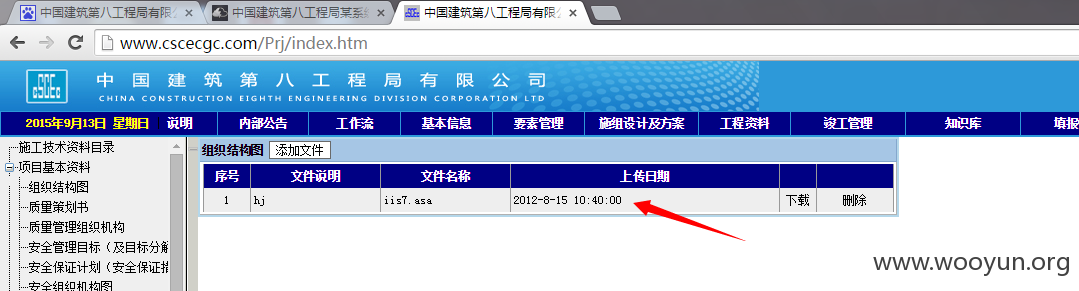 中国建筑第八工程局有限公
中国建筑第八工程局某系统
中国建筑第八工程局有限公
www.cscecgc.com/Prj/index.htm
CSCEC
中国建筑第八工程局有限公司
CHINA CONSTRUCTION EIGHTH ENGINEERING DIVISION CORPORATION LTD
2015年9月13日 星期日 说明 内部公告 工作流 基本信息 要素管理 施组设计及方案 工程资料 竣工管理 知识库 填报
施工技术资料目录
项目基本资料
组织结构图
质量策划书
质量管理组织机构
安全管理目标（及目标分解
安全保证计划（安全保证措
安全组织机构图
组织结构图 添加文件
序号 文件说明 文件名称 上传日期
1 hj iis7.asa 2012-8-15 10:40:00 下载 删除
www.wooyun.org